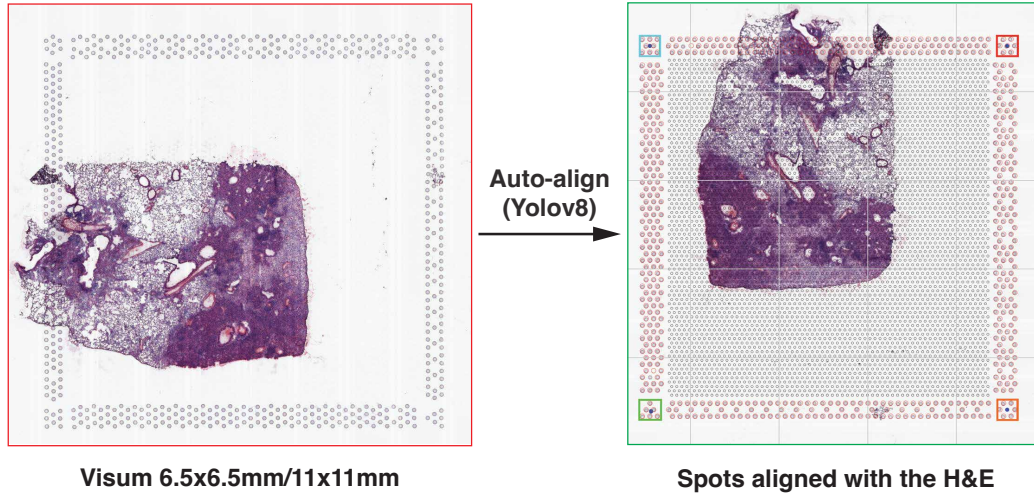 Auto-align
(Yolov8)
Visum 6.5x6.5mm/11x11mm
Spots aligned with the H&E